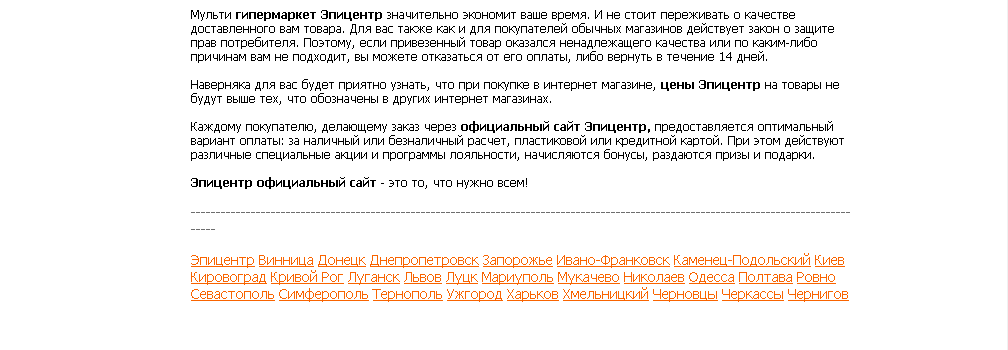 Мульти гипермаркет Эпицентр значительно экономит ваше время. И не стоит переживать о качестве
доставленного вам товара. Для вас также как и для покупателей обычных магазинов действует закон о защите
прав потребителя. Поэтому, если привезенный товар оказался ненадлежащего качества или по каким-либо
причинам вам не подходит, вы можете отказаться от его оплаты, либо вернуть в течение 14 дней.
Наверняка для вас будет приятно узнать, что при покупке в интернет магазине, цены Эпицентр на товары не
будут выше тех, что обозначены в других интернет магазинах.
Каждому покупателю, делающему заказ через официальный сайт Эпицентр, предоставляется оптимальный
вариант оплаты: за наличный или безналичный расчет, пластиковой или кредитной картой. При этом действуют
различные специальные акции и программы лояльности, начисляются бонусы, раздаются призы и подарки.
Эпицентр официальный сайт - это то, что нужно всем!
------------------------------------------------------------------------------------------------------------------------------------
-----
Эпицентр Винница Донецк Днепропетровск Запорожье Ивано-Франковск Каменец-Подольский Киев
Кировоград Кривой Рог Луганск Львов Луцк Мариуполь Мукачево Николаев Одесса Полтава Ровно
Севастополь Симферополь Тернополь Ужгород Харьков Хмельницкий Черновцы Черкассы Чернигов